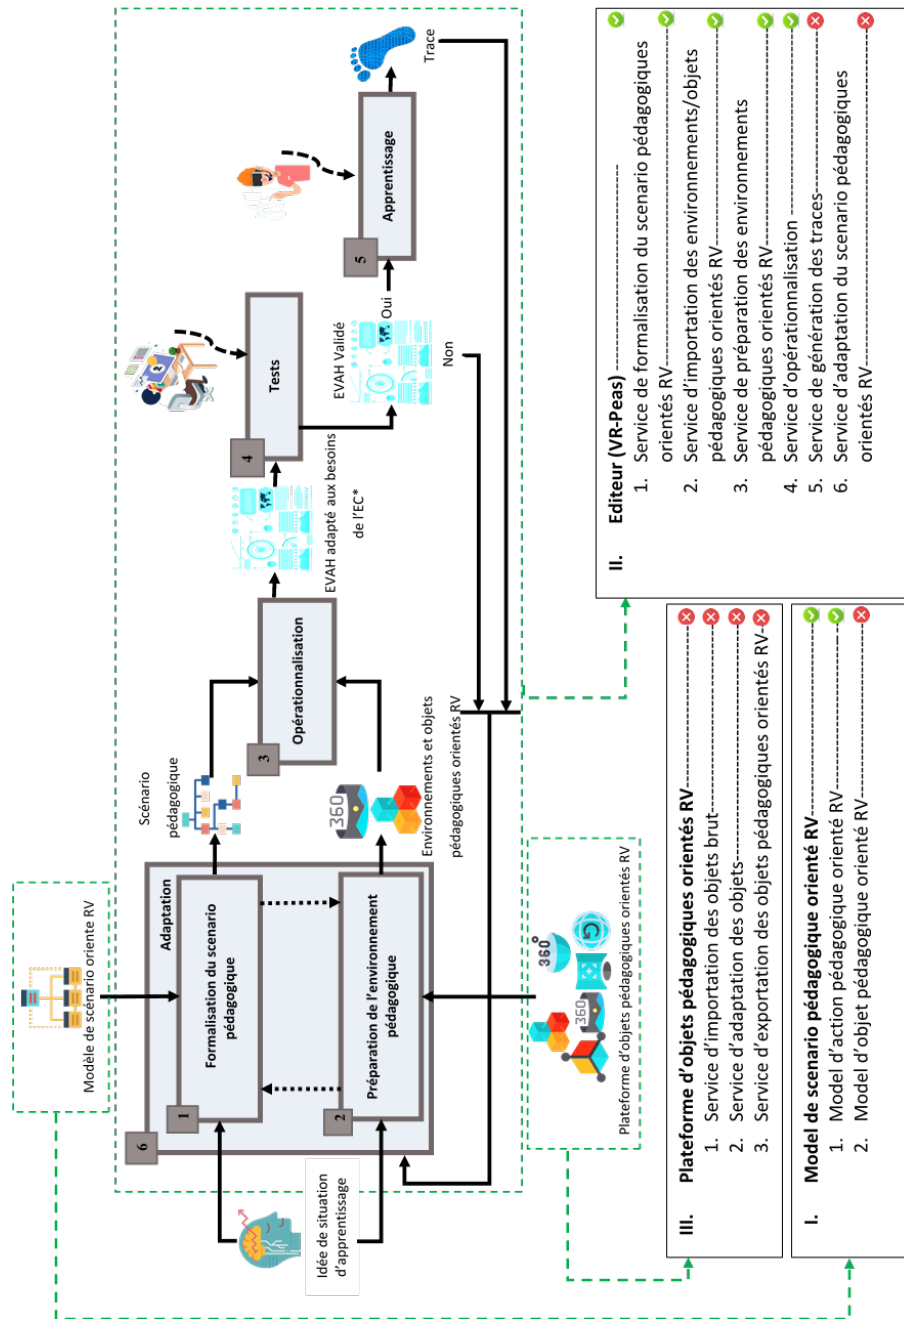 Modèle de scénario oriente RV
Idée de situation
d'apprentissage
6
Adaptation
1
Formalisation du scenario
pédagogique
2
Préparation de l'environnement
pédagogique
Scénario
pédagogique
360
Environnements et objets
pédagogiques orientés RV
3
Opérationnalisation
EVAH adapté aux besoins
de l'EC*
4
Tests
EVAH Validé
Oui
Non
5
Apprentissage
Trace
360°
360
Plateforme d'objets pédagogiques orientés RV
III. Plateforme d'objets pédagogiques orientés RV
1. Service d'importation des objets brut
2. Service d'adaptation des objets
3. Service d'exportation des objets pédagogiques orientés RV
I. Model de scenario pédagogique orienté RV
1. Model d'action pédagogique orienté RV
2. Model d'objet pédagogique orienté RV
II. Editeur (VR-Peas)
1. Service de formalisation du scenario pédagogiques
orientés RV
2. Service d'importation des environnements/objets
pédagogiques orientés RV
3. Service de préparation des environnements
pédagogiques orientés RV
4. Service d'opérationnalisation
5. Service de génération des traces
6. Service d'adaptation du scenario pédagogiques
orientés RV